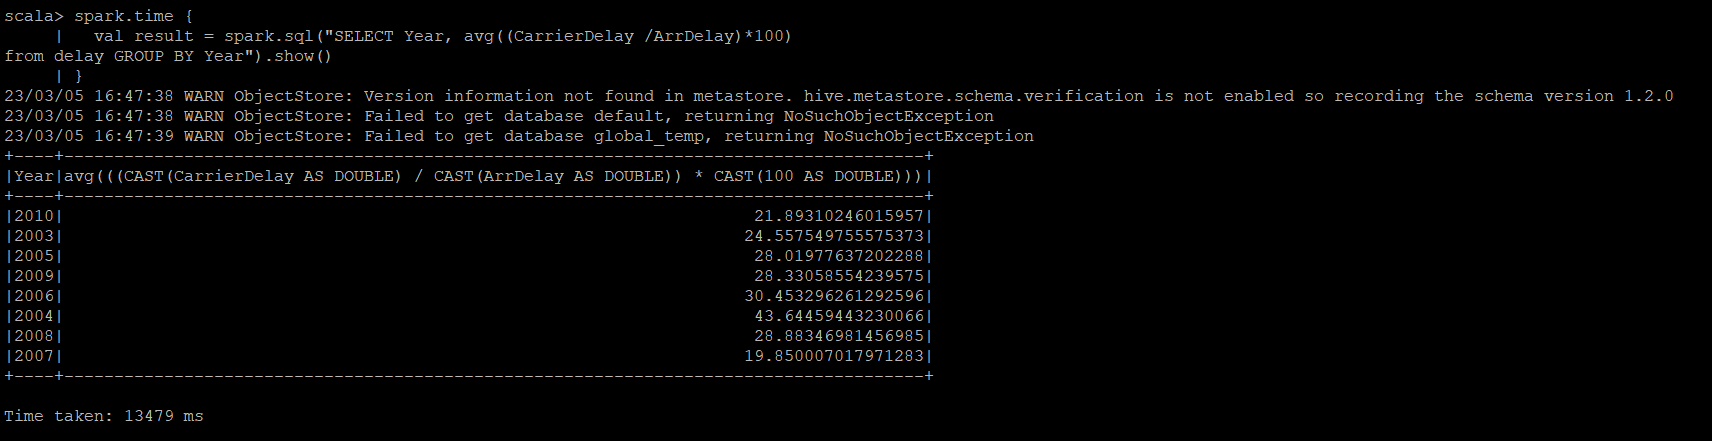 scala> spark.time {
     |   val result = spark.sql("SELECT Year, avg((CarrierDelay /ArrDelay)*100)
from delay GROUP BY Year").show()
     | }
23/03/05 16:47:38 WARN ObjectStore: Version information not found in metastore. hive.metastore.schema.verification is not enabled so recording the schema version 1.2.0
23/03/05 16:47:38 WARN ObjectStore: Failed to get database default, returning NoSuchObjectException
23/03/05 16:47:39 WARN ObjectStore: Failed to get database global_temp, returning NoSuchObjectException
+----+--------------------------------------------------------------------------------------+
|Year|avg(((CAST(CarrierDelay AS DOUBLE) / CAST(ArrDelay AS DOUBLE)) * CAST(100 AS DOUBLE)))|
+----+--------------------------------------------------------------------------------------+
|2010|                                                                     21.89310246015957|
|2003|                                                                    24.557549755575373|
|2005|                                                                     28.01977637202288|
|2009|                                                                     28.33058554239575|
|2006|                                                                    30.453296261292596|
|2004|                                                                     43.64459443230066|
|2008|                                                                     28.88346981456985|
|2007|                                                                    19.850007017971283|
+----+--------------------------------------------------------------------------------------+
Time taken: 13479 ms